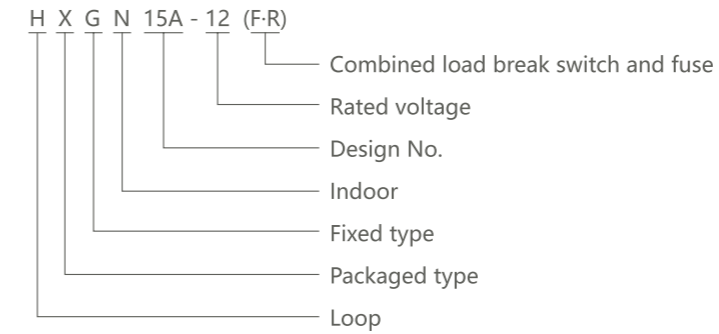 H X G N 15A - 12 (F·R)
Combined load break switch and fuse
Rated voltage
Design No.
Indoor
Fixed type
Packaged type
Loop